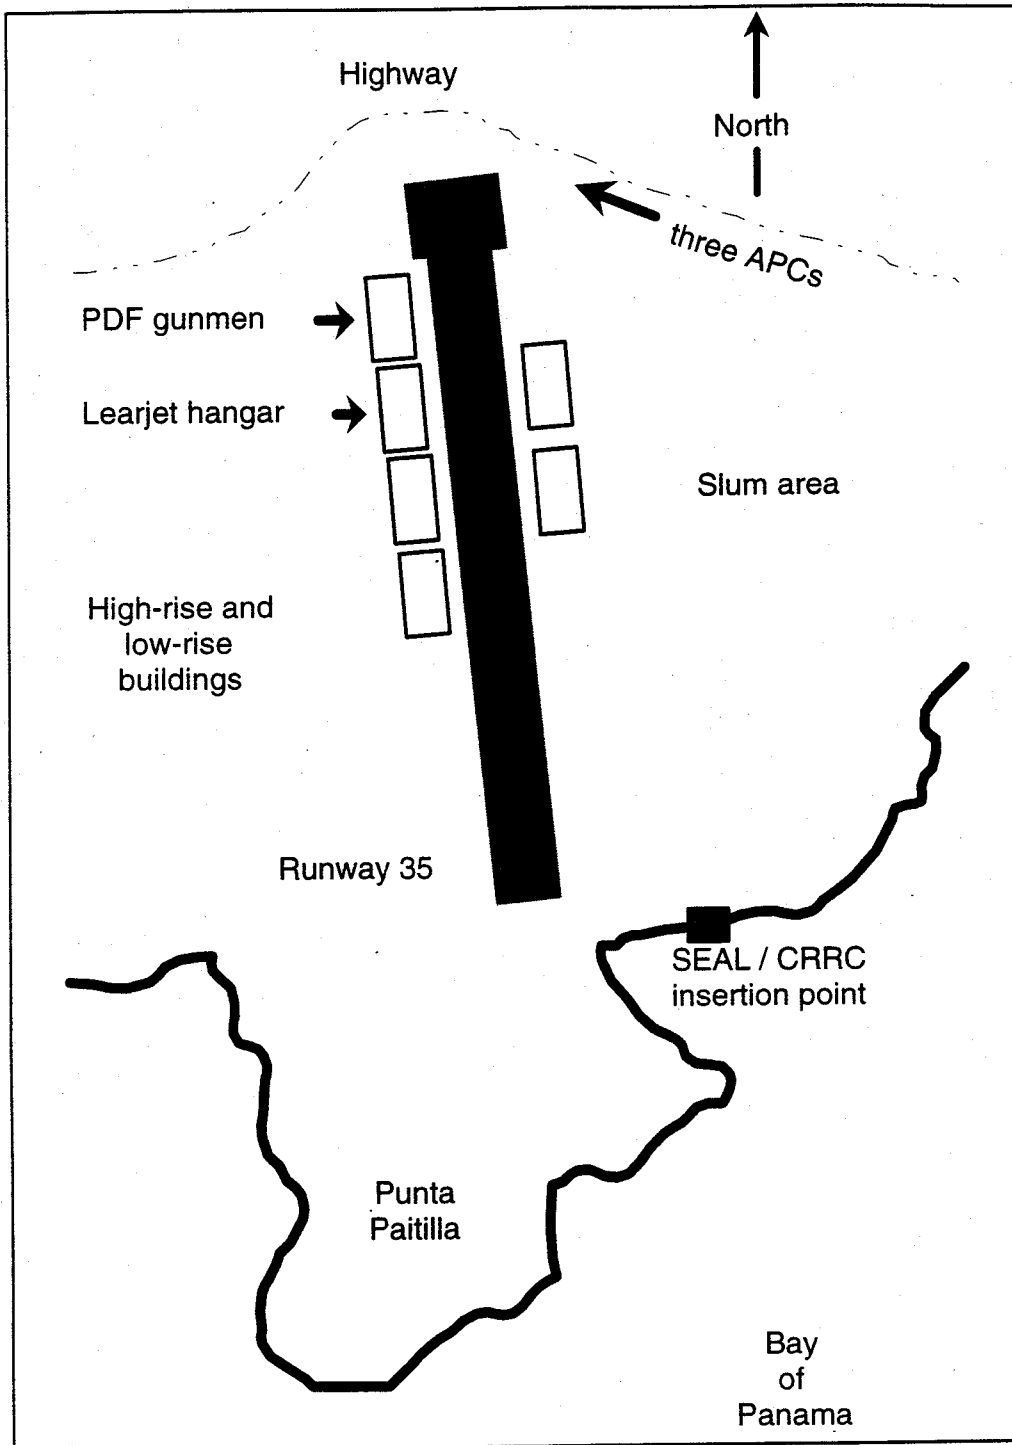 Highway
North
three APCs
PDF gunmen
Learjet hangar
Slum area
High-rise and
low-rise
buildings
Runway 35
SEAL / CRRC
insertion point
Punta
Paitilla
Bay
of
Panama